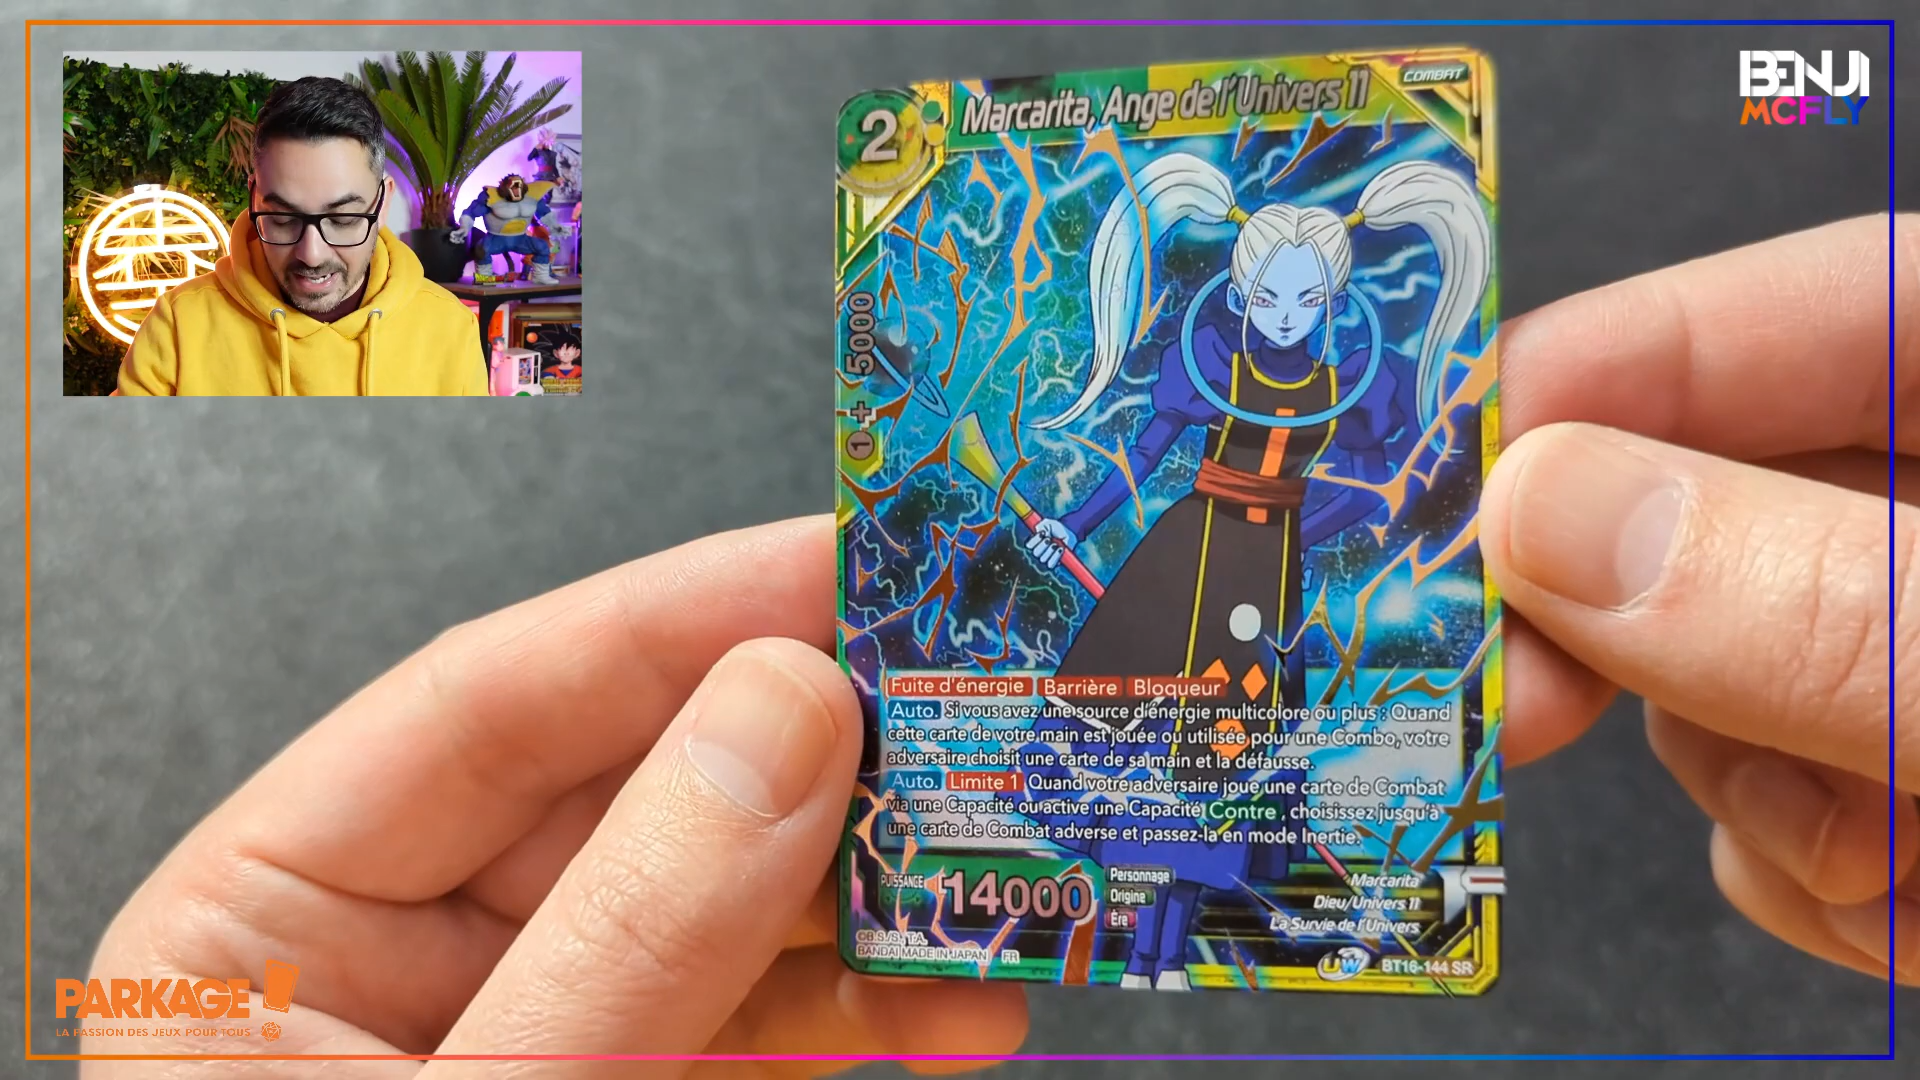 BENJI
MCFLY
COMBAT
Marcarita, Ange de l'Univers 11
2
1 + 5000
Fuite d'énergie Barrière Bloqueur
Auto. Si vous avez une source d'énergie multicolore ou plus : Quand
cette carte de votre main est jouée ou utilisée pour une Combo, votre
adversaire choisit une carte de sa main et la défausse.
Auto. Limite 1 Quand votre adversaire joue une carte de Combat
via une Capacité ou active une Capacité Contre , choisissez jusqu'à
une carte de Combat adverse et passez-la en mode Inertie.
PUISSANCE
14000
Personnage Marcarita
Origine Dieu/Univers 11
Ère La Survie de l'Univers
©B.S./S., T.A.
BANDAI MADE IN JAPAN FR
UW BT16-144 SR
PARKAGE
LA PASSION DES JEUX POUR TOUS